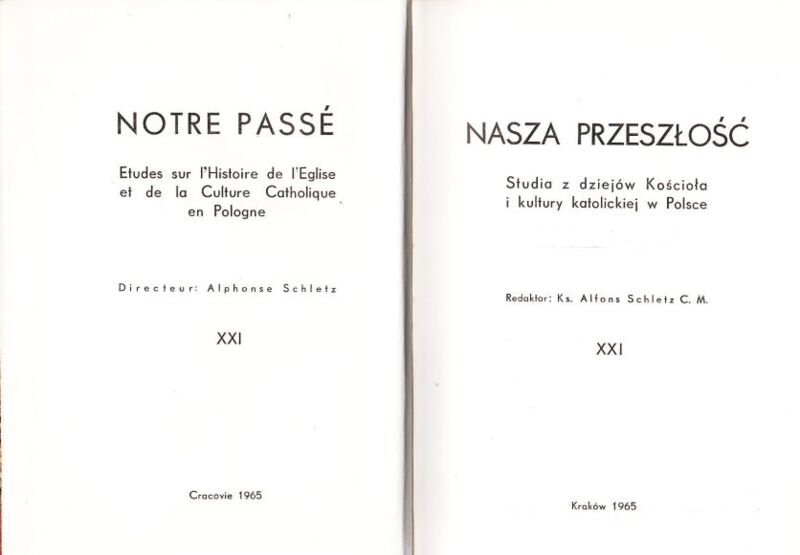 NOTRE PASSÉ
Etudes sur l'Histoire de l'Eglise
et de la Culture Catholique
en Pologne
Directeur: Alphonse Schletz
XXI
Cracovie 1965
NASZA PRZESZŁOŚĆ
Studia z dziejów Kościoła
i kultury katolickiej w Polsce
Redaktor: Ks. Alfons Schletz C. M.
XXI
Kraków 1965